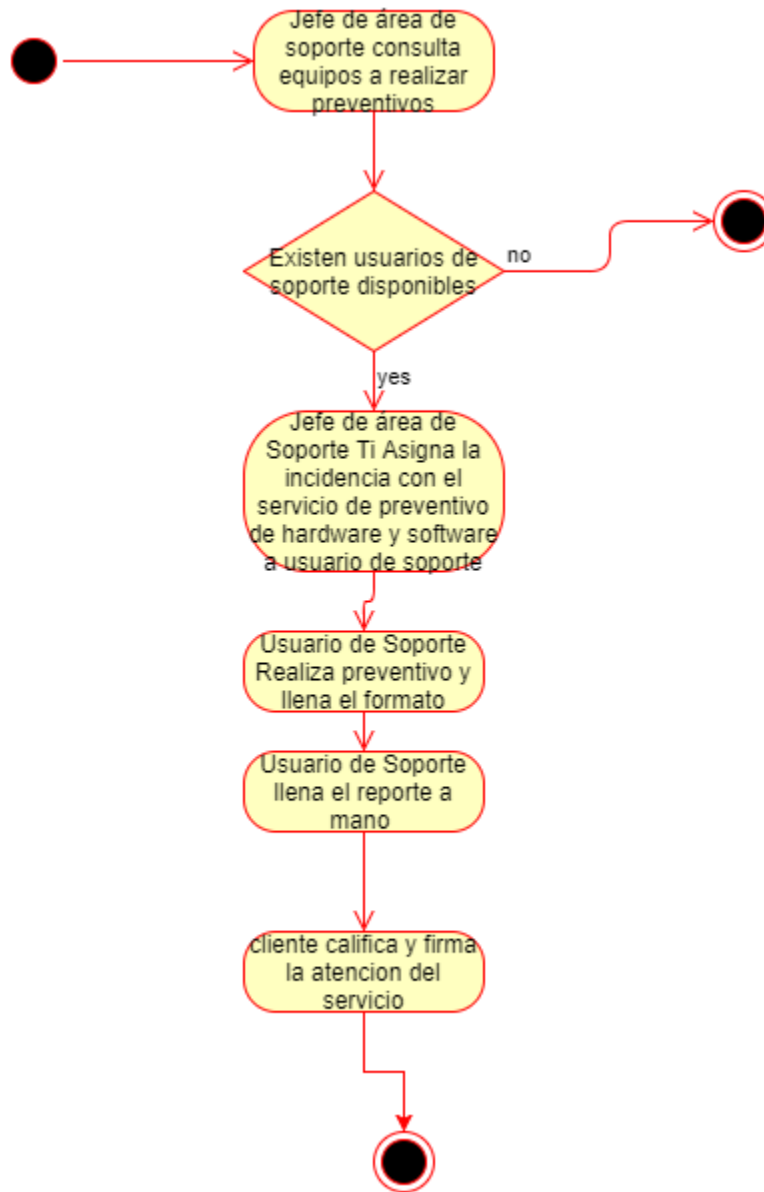 Jefe de área de
soporte consulta
equipos a realizar
preventivos
Existen usuarios de
soporte disponibles
no
yes
Jefe de área de
Soporte Ti Asigna la
incidencia con el
servicio de preventivo
de hardware y software
a usuario de soporte
Usuario de Soporte
Realiza preventivo y
llena el formato
Usuario de Soporte
llena el reporte a
mano
cliente califica y firma
la atencion del
servicio